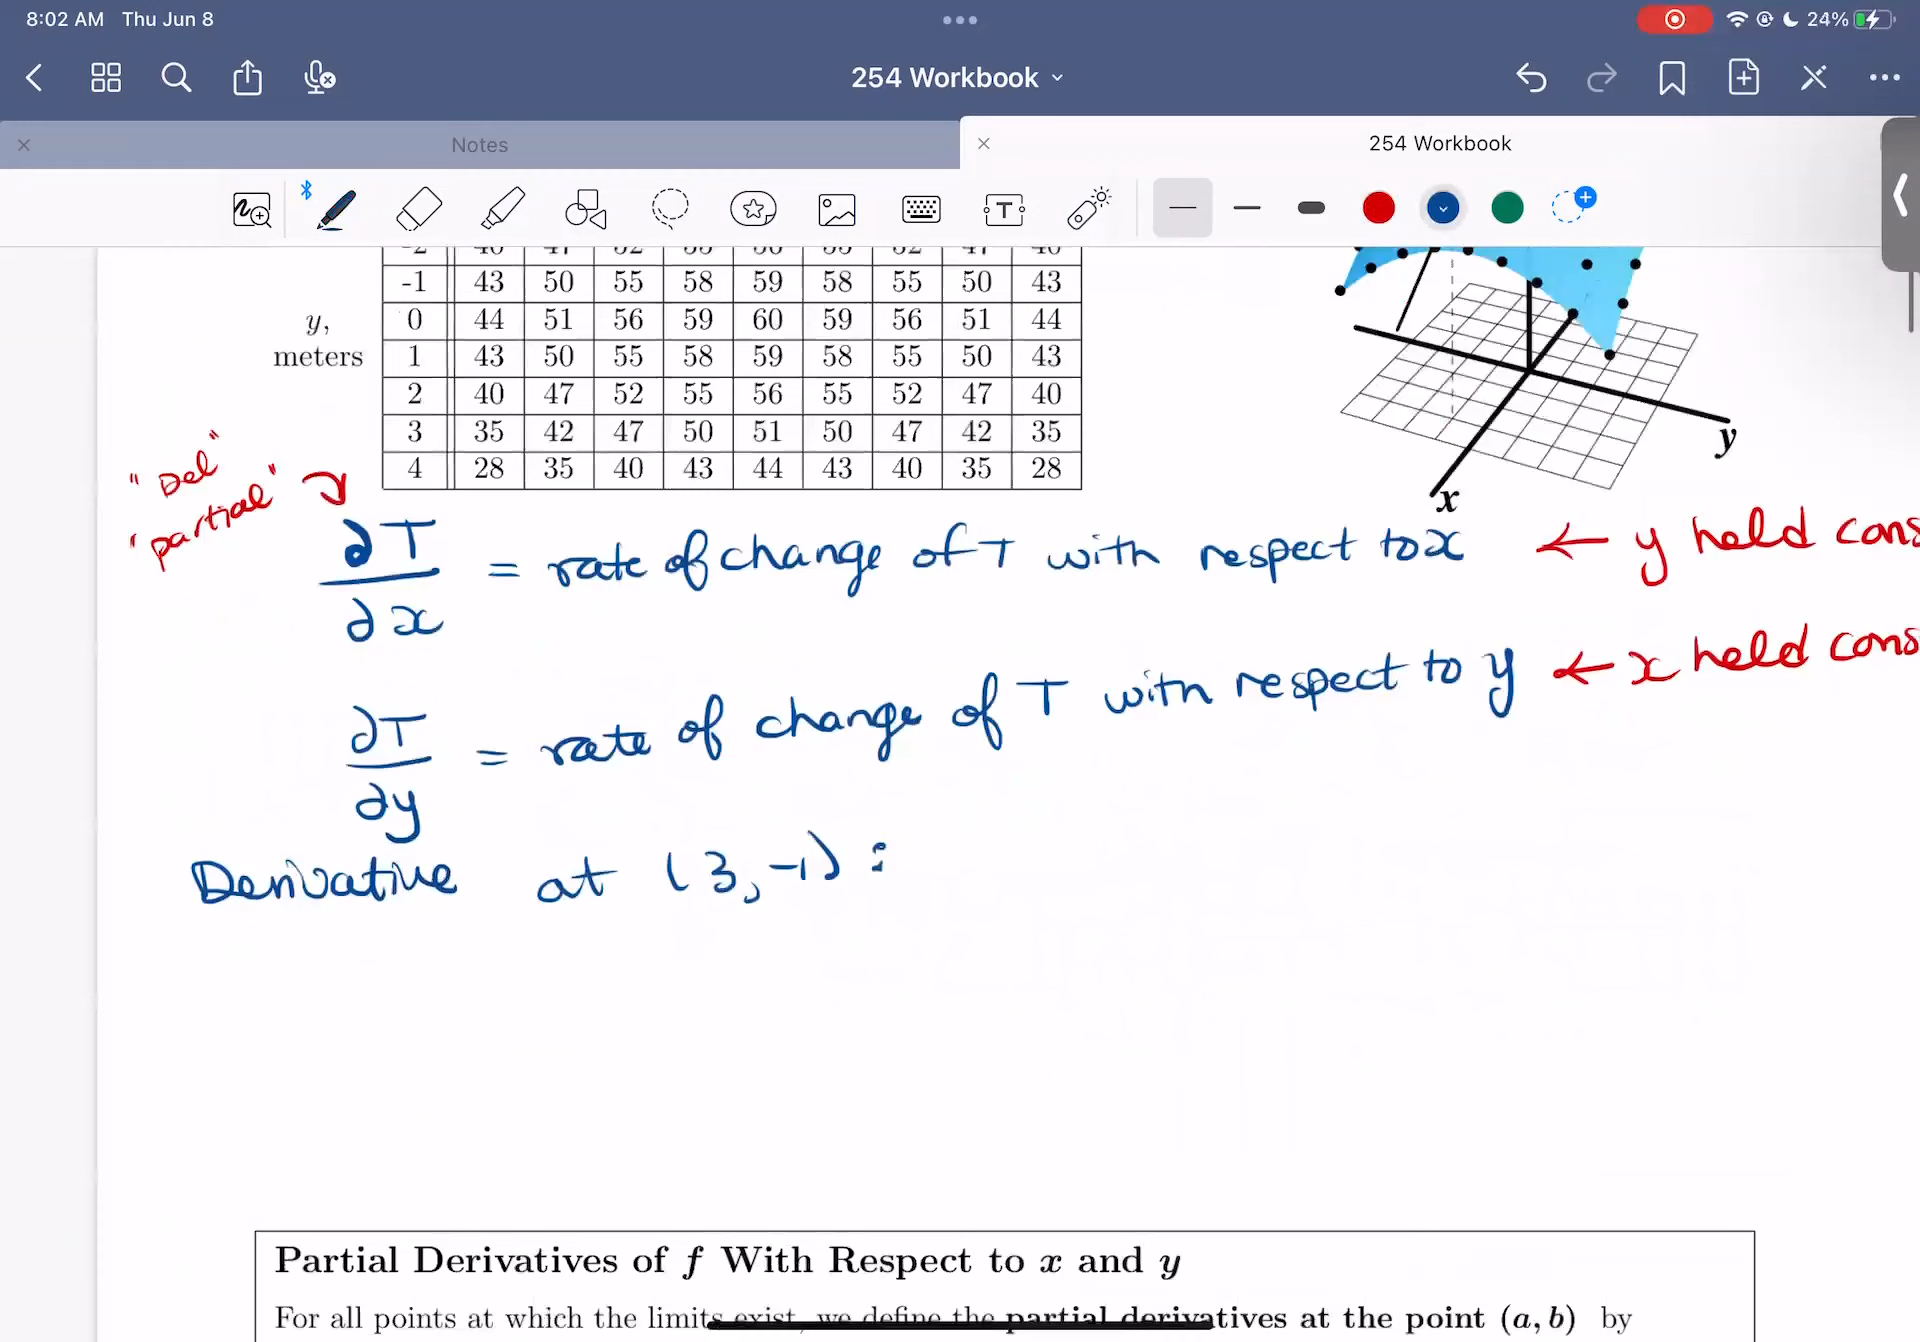 8:02 AM Thu Jun 8
24%
254 Workbook
Notes
254 Workbook
-1 43 50 55 58 59 58 55 50 43
y, 0 44 51 56 59 60 59 56 51 44
meters 1 43 50 55 58 59 58 55 50 43
2 40 47 52 55 56 55 52 47 40
3 35 42 47 50 51 50 47 42 35
4 28 35 40 43 44 43 40 35 28
y
x
"Del"
"partial"
∂T/∂x = rate of change of T with respect to x ← y held cons
∂T/∂y = rate of change of T with respect to y ← x held cons
Derivative at (3, -1) :
Partial Derivatives of f With Respect to x and y
For all points at which the limits exist, we define the partial derivatives at the point (a, b) by